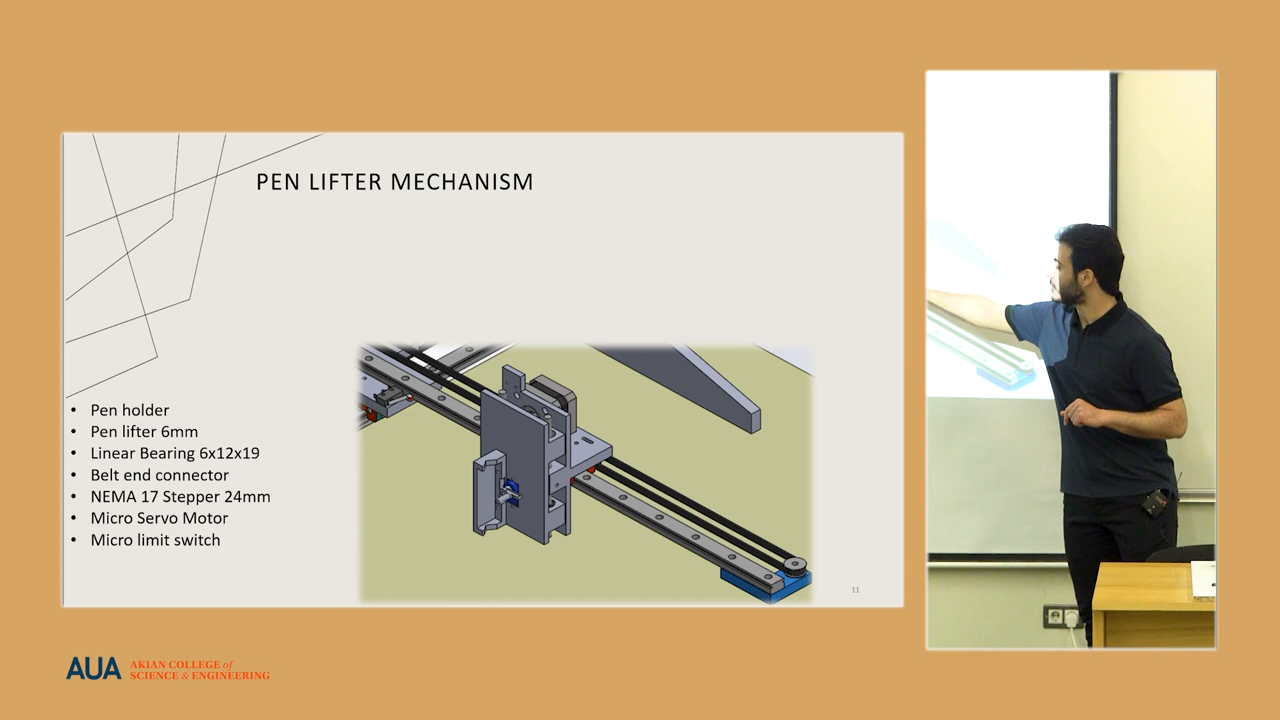 PEN LIFTER MECHANISM
• Pen holder
• Pen lifter 6mm
• Linear Bearing 6x12x19
• Belt end connector
• NEMA 17 Stepper 24mm
• Micro Servo Motor
• Micro limit switch
11
AUA AKIAN COLLEGE of
SCIENCE & ENGINEERING